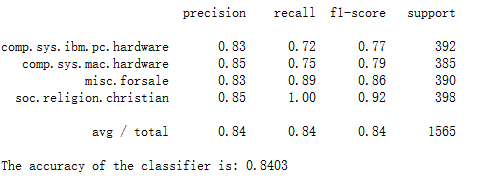 precision recall f1-score support
comp.sys.ibm.pc.hardware 0.83 0.72 0.77 392
comp.sys.mac.hardware 0.85 0.75 0.79 385
misc.forsale 0.83 0.89 0.86 390
soc.religion.christian 0.85 1.00 0.92 398
avg / total 0.84 0.84 0.84 1565
The accuracy of the classifier is: 0.8403